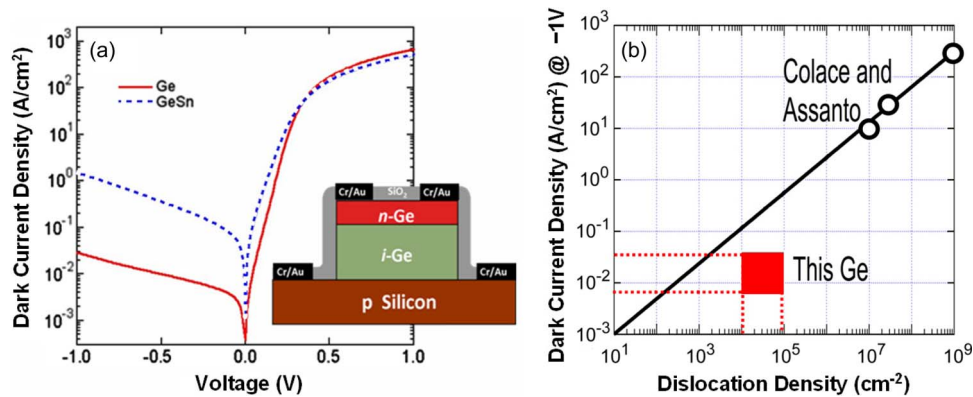 (a)
Dark Current Density (A/cm²)
10³
10²
10¹
10⁰
10⁻¹
10⁻²
10⁻³
Ge
GeSn
Cr/Au
SiO₂
Cr/Au
n-Ge
i-Ge
Cr/Au
Cr/Au
p Silicon
-1.0
-0.5
0.0
0.5
1.0
Voltage (V)
(b)
Dark Current Density (A/cm²) @ −1V
10³
10²
10¹
10⁰
10⁻¹
10⁻²
10⁻³
Colace and
Assanto
This Ge
10¹
10³
10⁵
10⁷
10⁹
Dislocation Density (cm⁻²)